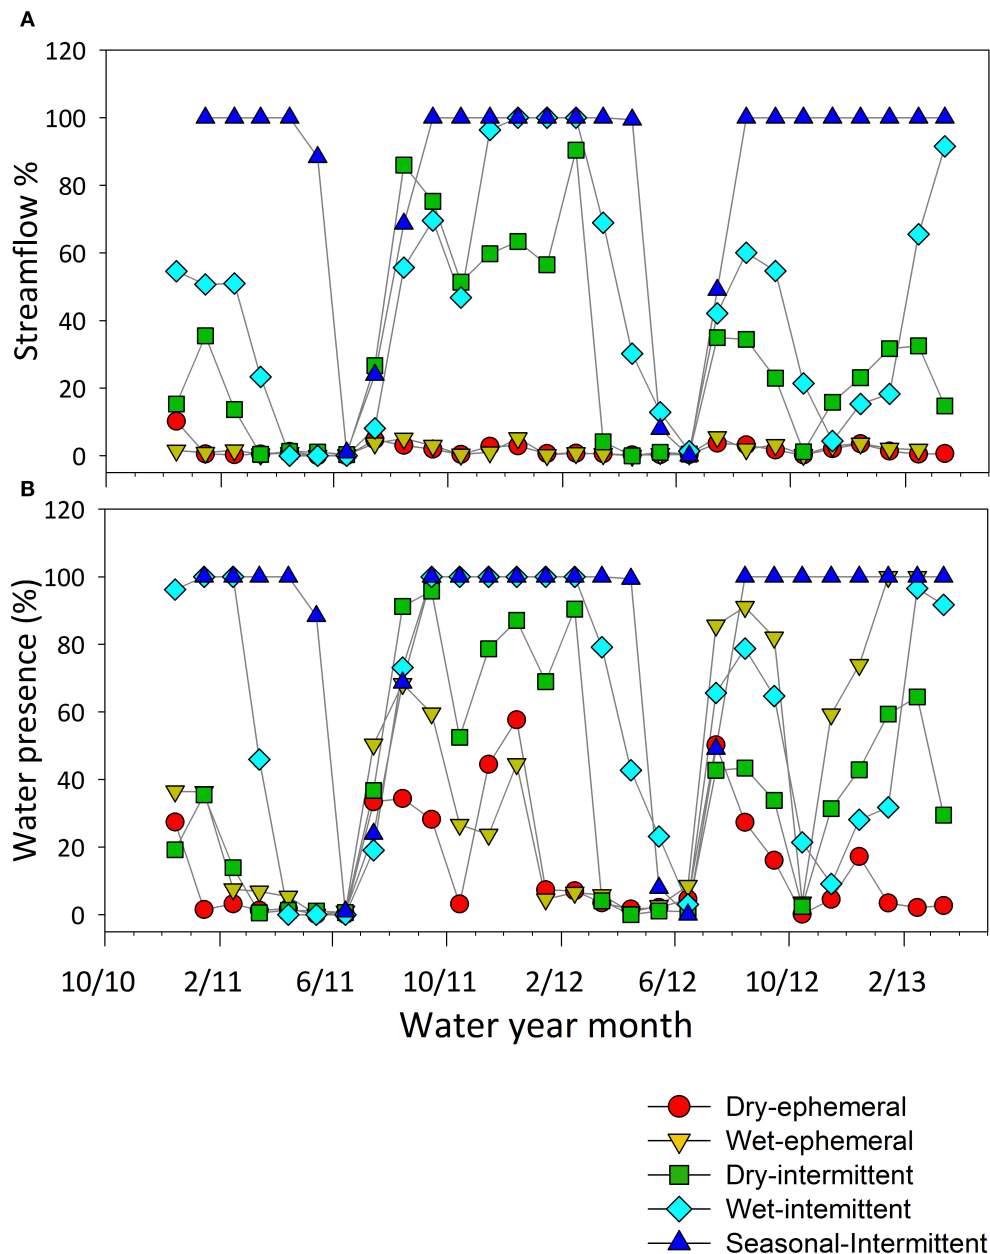 A
120
100
80
60
40
20
0
Streamflow %
B
120
100
80
60
40
20
0
Water presence (%)
10/10 2/11 6/11 10/11 2/12 6/12 10/12 2/13
Water year month
Dry-ephemeral
Wet-ephemeral
Dry-intermittent
Wet-intemittent
Seasonal-Intermittent